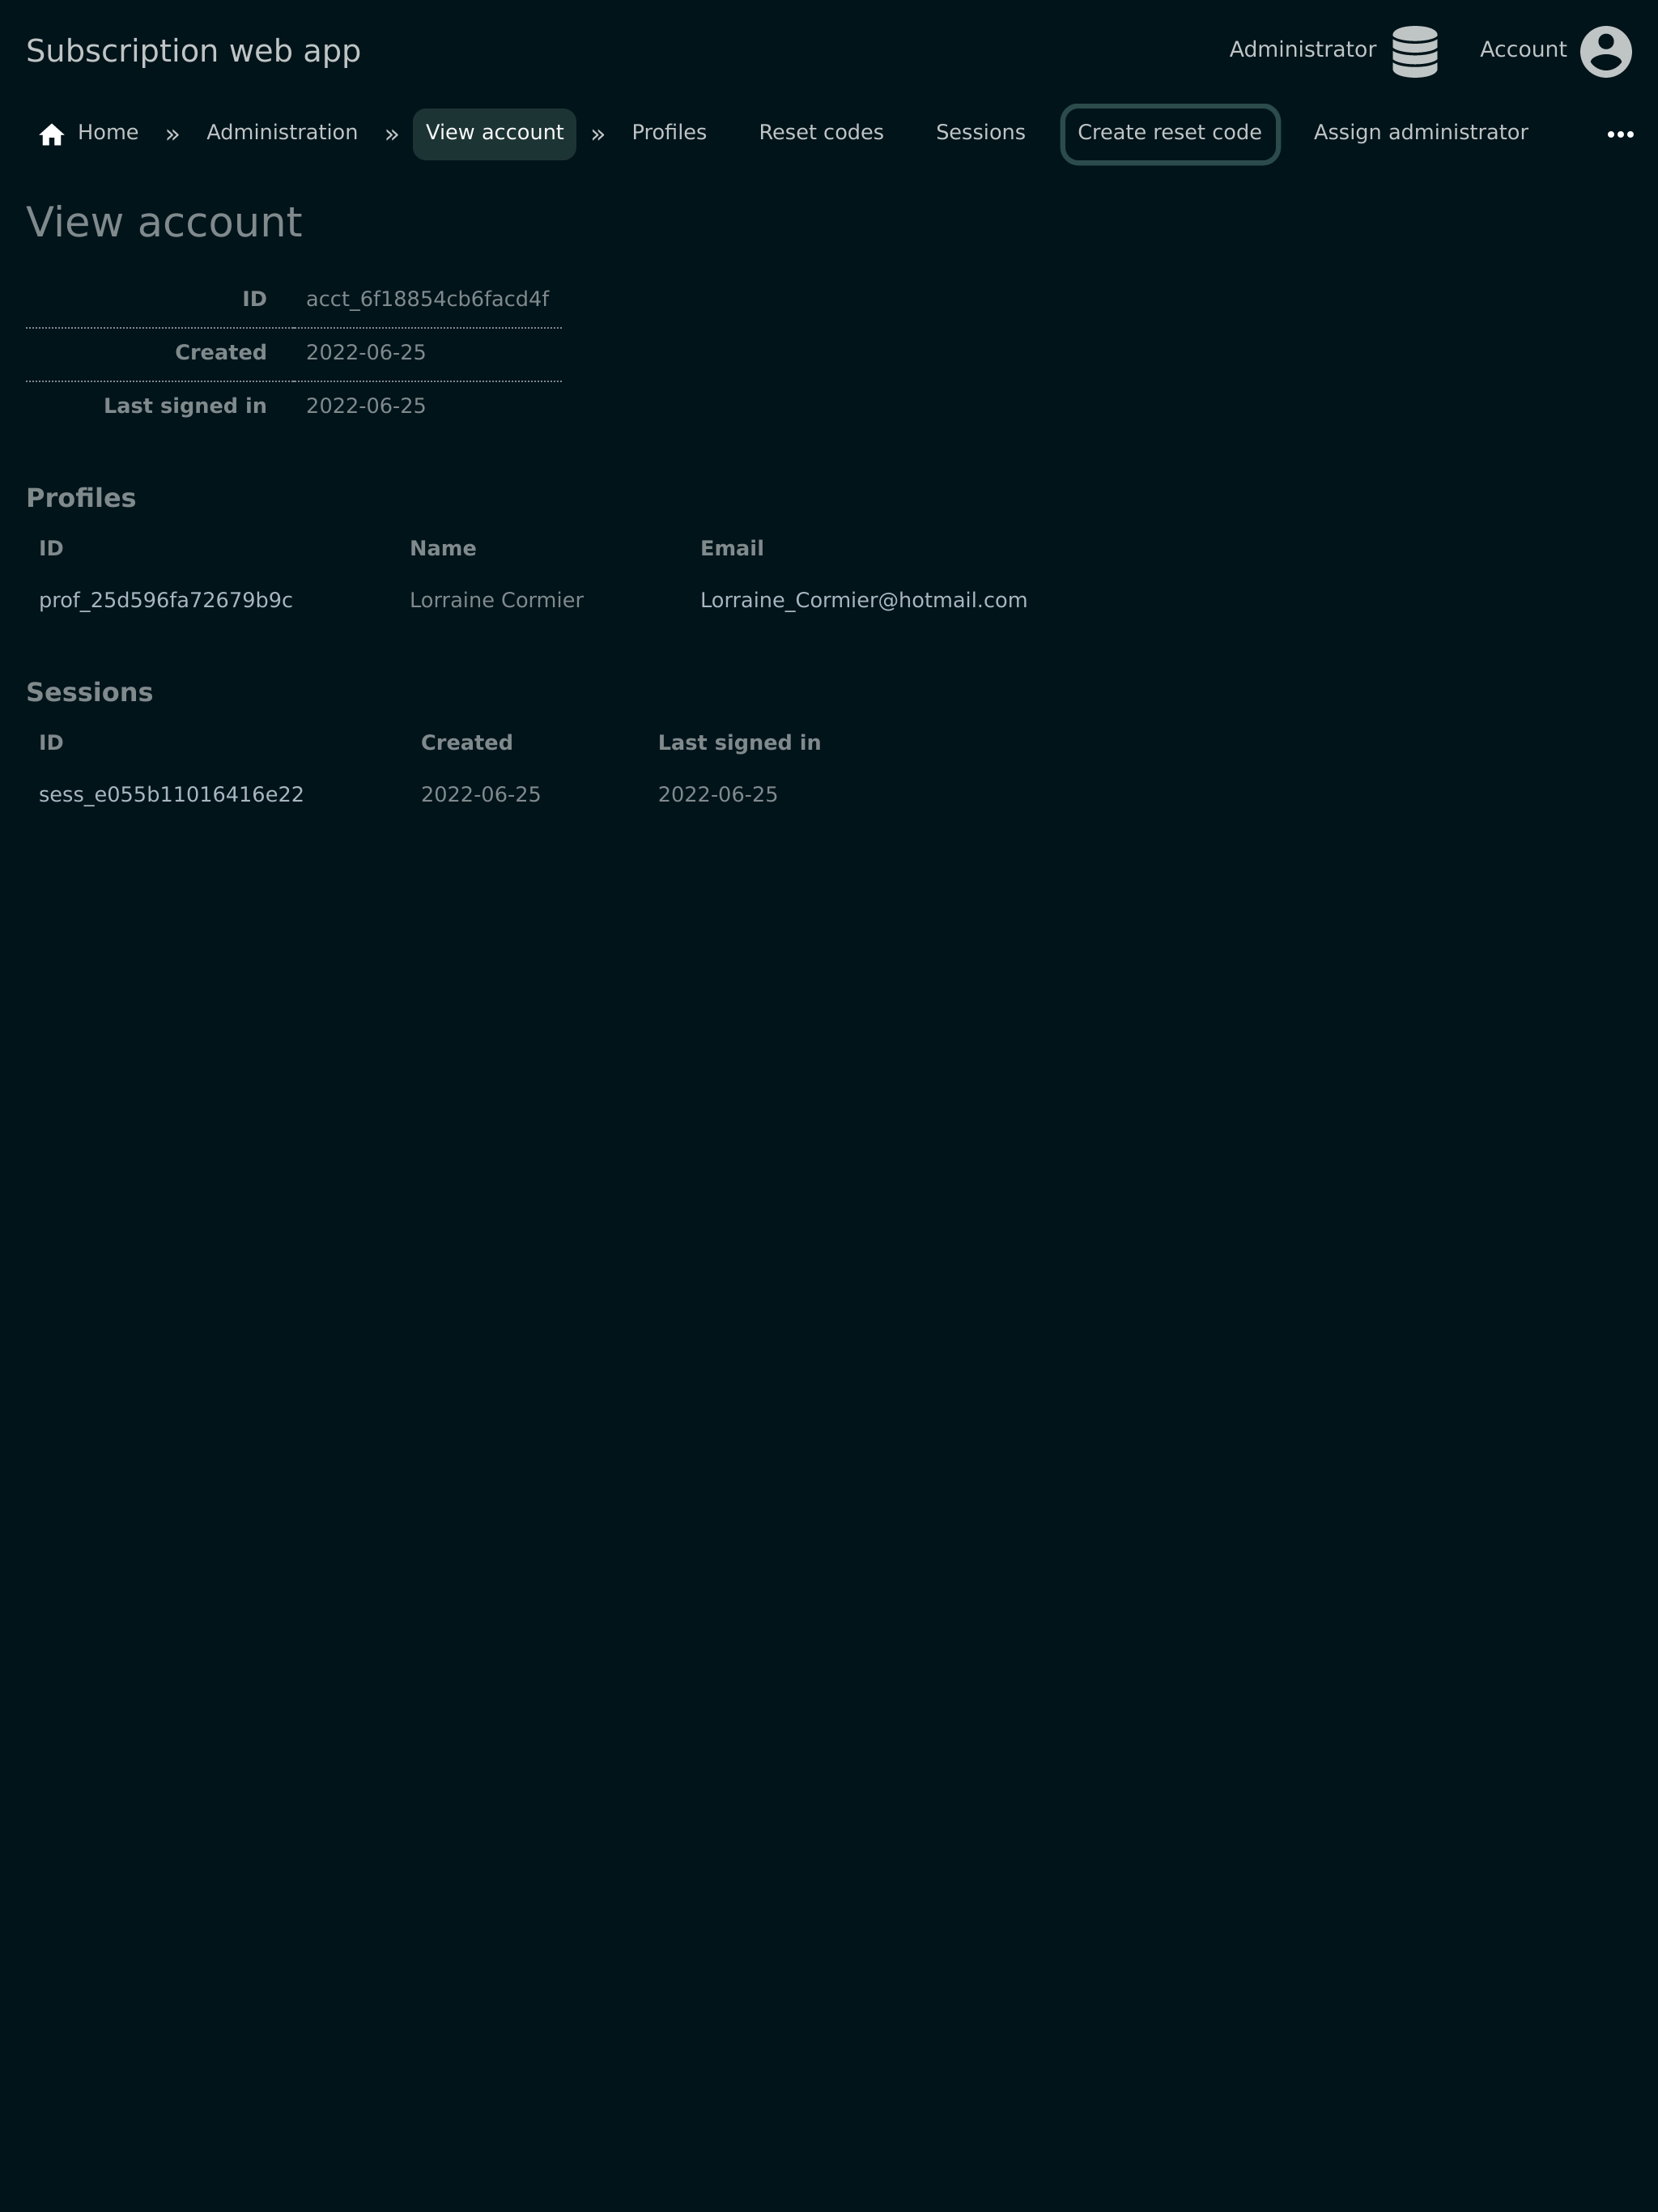 Subscription web app Administrator Account
Home » Administration » View account » Profiles Reset codes Sessions Create reset code Assign administrator •••
View account
ID acct_6f18854cb6facd4f
Created 2022-06-25
Last signed in 2022-06-25
Profiles
ID Name Email
prof_25d596fa72679b9c Lorraine Cormier Lorraine_Cormier@hotmail.com
Sessions
ID Created Last signed in
sess_e055b11016416e22 2022-06-25 2022-06-25